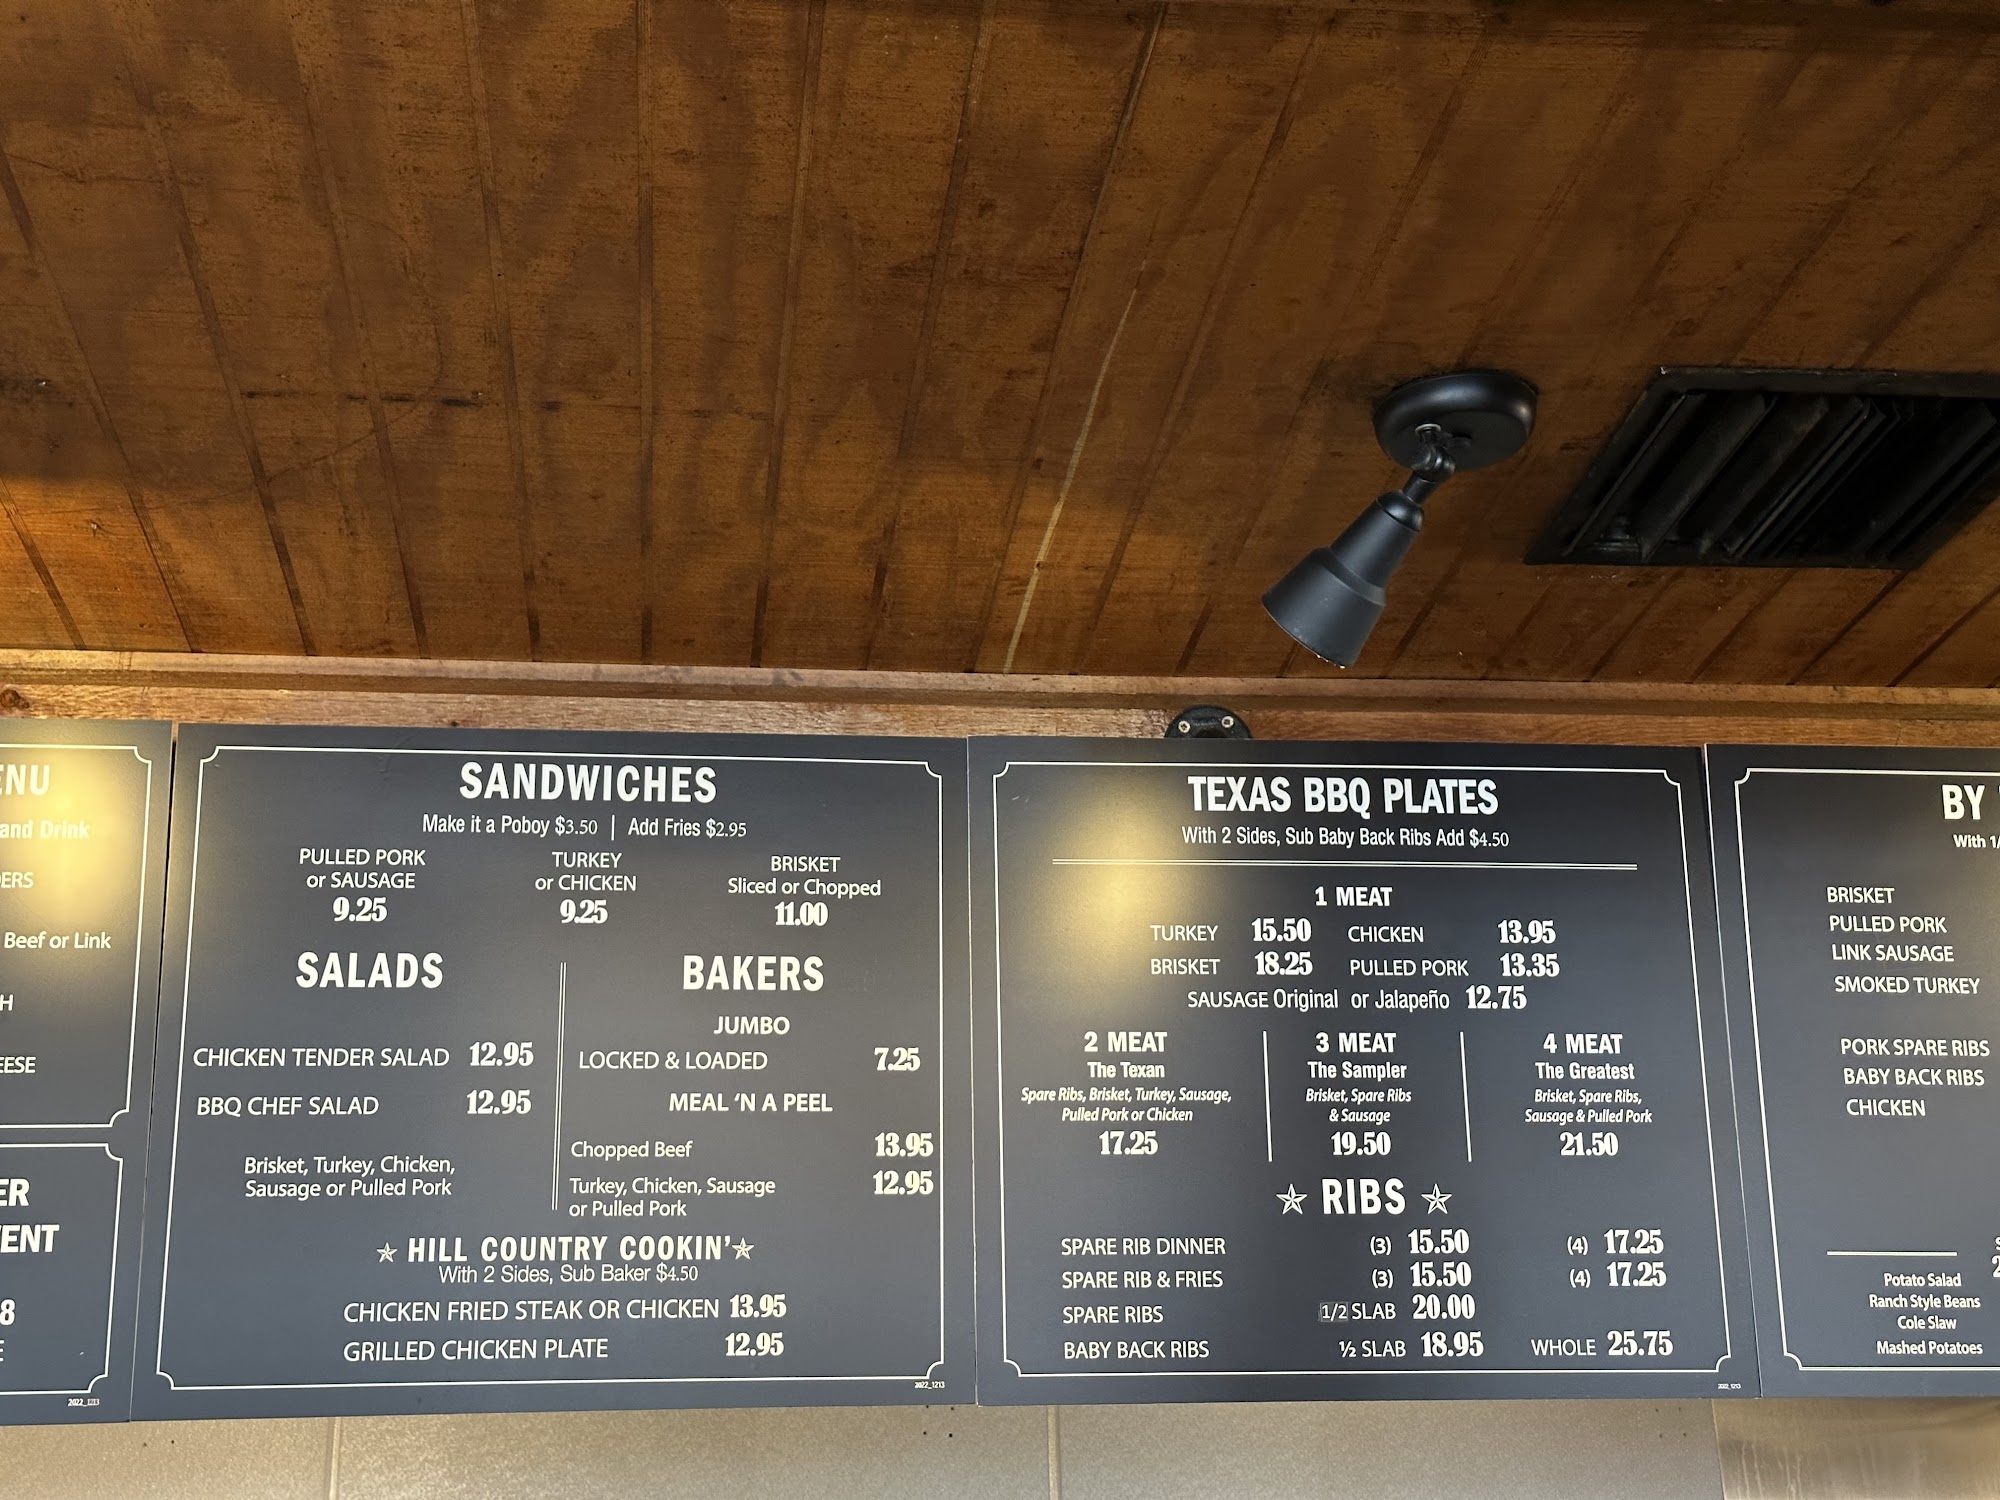 ENU
and Drink
ERS
Beef or Link
H
EESE
ER
ENT
8
E
2022_1213
SANDWICHES
Make it a Poboy $3.50 | Add Fries $2.95
PULLED PORK
or SAUSAGE
9.25
TURKEY
or CHICKEN
9.25
BRISKET
Sliced or Chopped
11.00
SALADS
CHICKEN TENDER SALAD 12.95
BBQ CHEF SALAD 12.95
Brisket, Turkey, Chicken,
Sausage or Pulled Pork
BAKERS
JUMBO
LOCKED & LOADED 7.25
MEAL 'N A PEEL
Chopped Beef 13.95
Turkey, Chicken, Sausage 12.95
or Pulled Pork
HILL COUNTRY COOKIN'
With 2 Sides, Sub Baker $4.50
CHICKEN FRIED STEAK OR CHICKEN 13.95
GRILLED CHICKEN PLATE 12.95
2022_1213
TEXAS BBQ PLATES
With 2 Sides, Sub Baby Back Ribs Add $4.50
1 MEAT
TURKEY 15.50 CHICKEN 13.95
BRISKET 18.25 PULLED PORK 13.35
SAUSAGE Original or Jalapeño 12.75
2 MEAT
The Texan
Spare Ribs, Brisket, Turkey, Sausage,
Pulled Pork or Chicken
17.25
3 MEAT
The Sampler
Brisket, Spare Ribs
& Sausage
19.50
4 MEAT
The Greatest
Brisket, Spare Ribs,
Sausage & Pulled Pork
21.50
RIBS
SPARE RIB DINNER (3) 15.50 (4) 17.25
SPARE RIB & FRIES (3) 15.50 (4) 17.25
SPARE RIBS 1/2 SLAB 20.00
BABY BACK RIBS ½ SLAB 18.95 WHOLE 25.75
2022_1213
BY
With 1/
BRISKET
PULLED PORK
LINK SAUSAGE
SMOKED TURKEY
PORK SPARE RIBS
BABY BACK RIBS
CHICKEN
Potato Salad
Ranch Style Beans
Cole Slaw
Mashed Potatoes